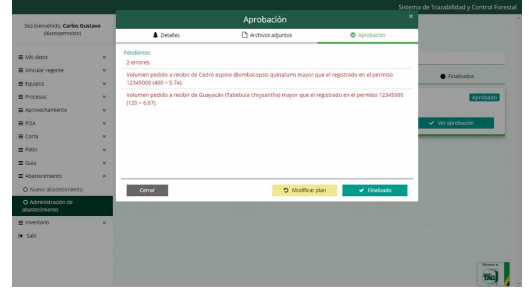 Sistema de Trazabilidad y Control Forestal
Sea bienvenido, Carlos Gustavo
Aprobación
×
Detalles
Archivos adjuntos
Aprobación
Pendientes
2 errores.
Volumen pedido a recibir de Cedro espino (Bombacopsis quinatum) mayor que el registrado en el permiso
12345000 (400 > 5.74).
Volumen pedido a recibir de Guayacán (Tabebuia chrysantha) mayor que el registrado en el permiso 12345000
(120 > 6.67).
Cerrar
Modificar plan
Finalizado
Mis datos
Vincular regente
Equipos
Procesos
Aprovechamiento
POA
Corta
Patio
Guía
Abastecimiento
Nuevo abastecimiento
Administración de
abastecimiento
Inventario
Salir
Finalizados
Aprobado
Ver aprobación
TAG